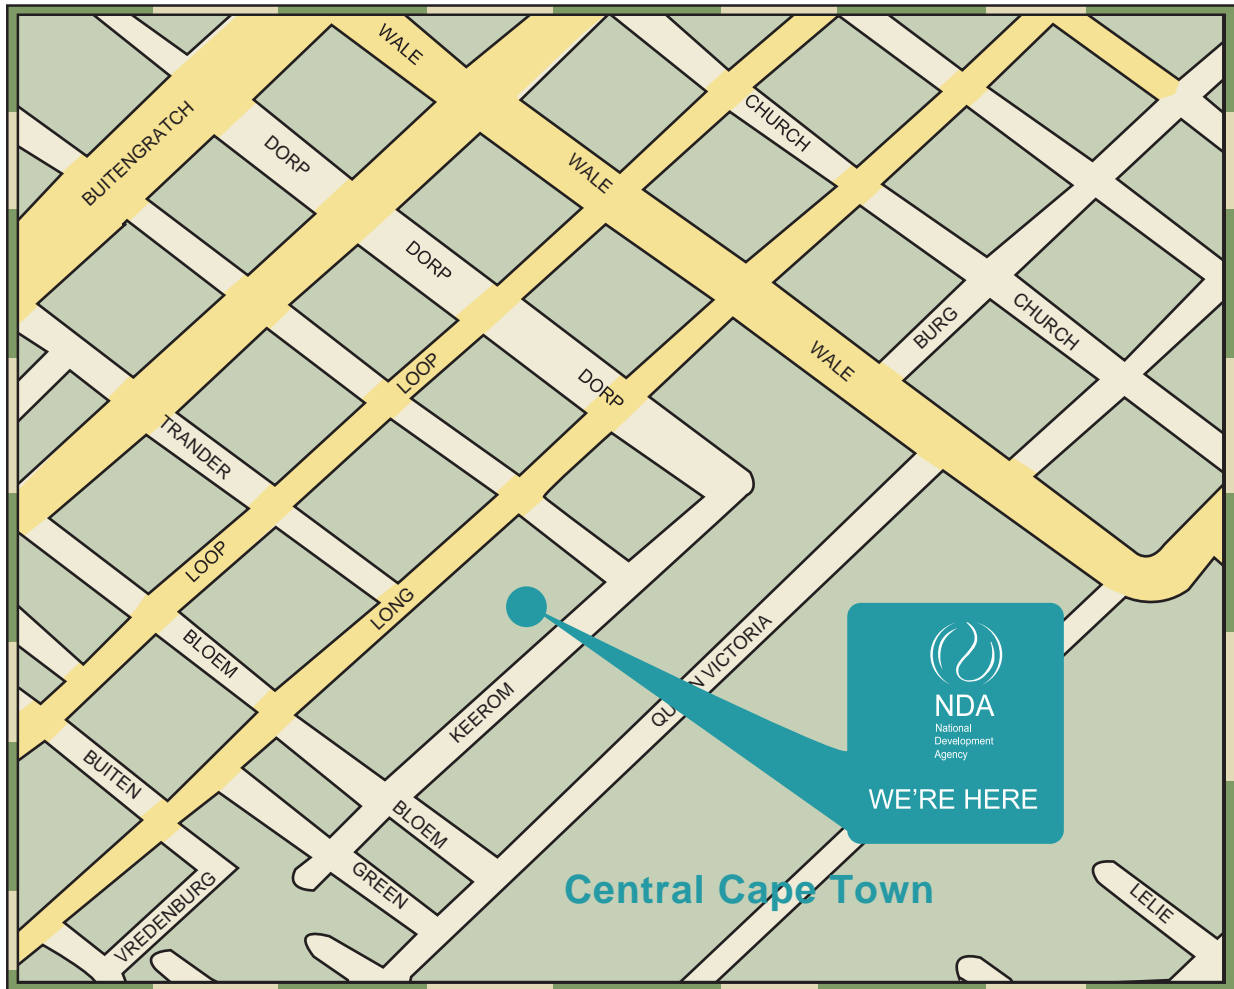 WALE
BUITENGRATCH
DORP
CHURCH
WALE
DORP
BURG
CHURCH
WALE
LOOP
DORP
TRANDER
LOOP
LONG
BLOEM
QU N VICTORIA
KEEROM
NDA
National
Development
Agency
WE'RE HERE
BUITEN
BLOEM
GREEN
Central Cape Town
VREDENBURG
LELIE